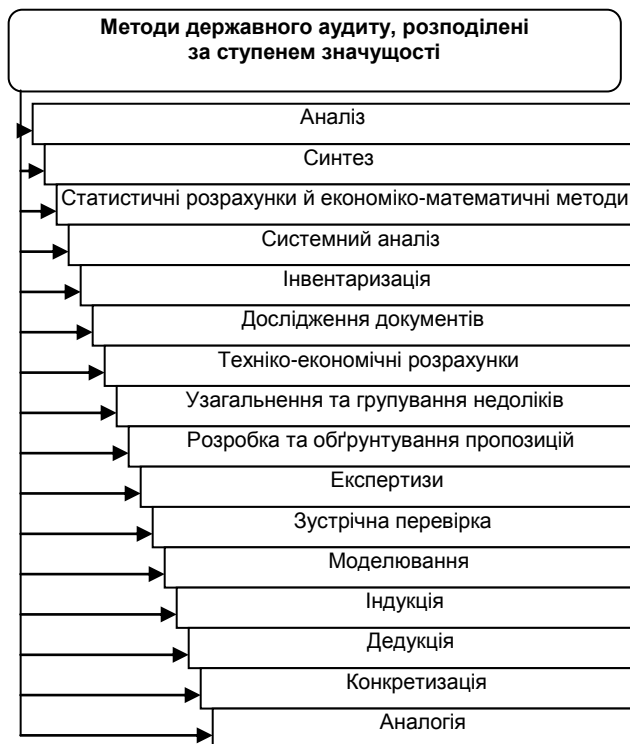 Методи державного аудиту, розподілені
за ступенем значущості
Аналіз
Синтез
Статистичні розрахунки й економіко-математичні методи
Системний аналіз
Інвентаризація
Дослідження документів
Техніко-економічні розрахунки
Узагальнення та групування недоліків
Розробка та обґрунтування пропозицій
Експертизи
Зустрічна перевірка
Моделювання
Індукція
Дедукція
Конкретизація
Аналогія